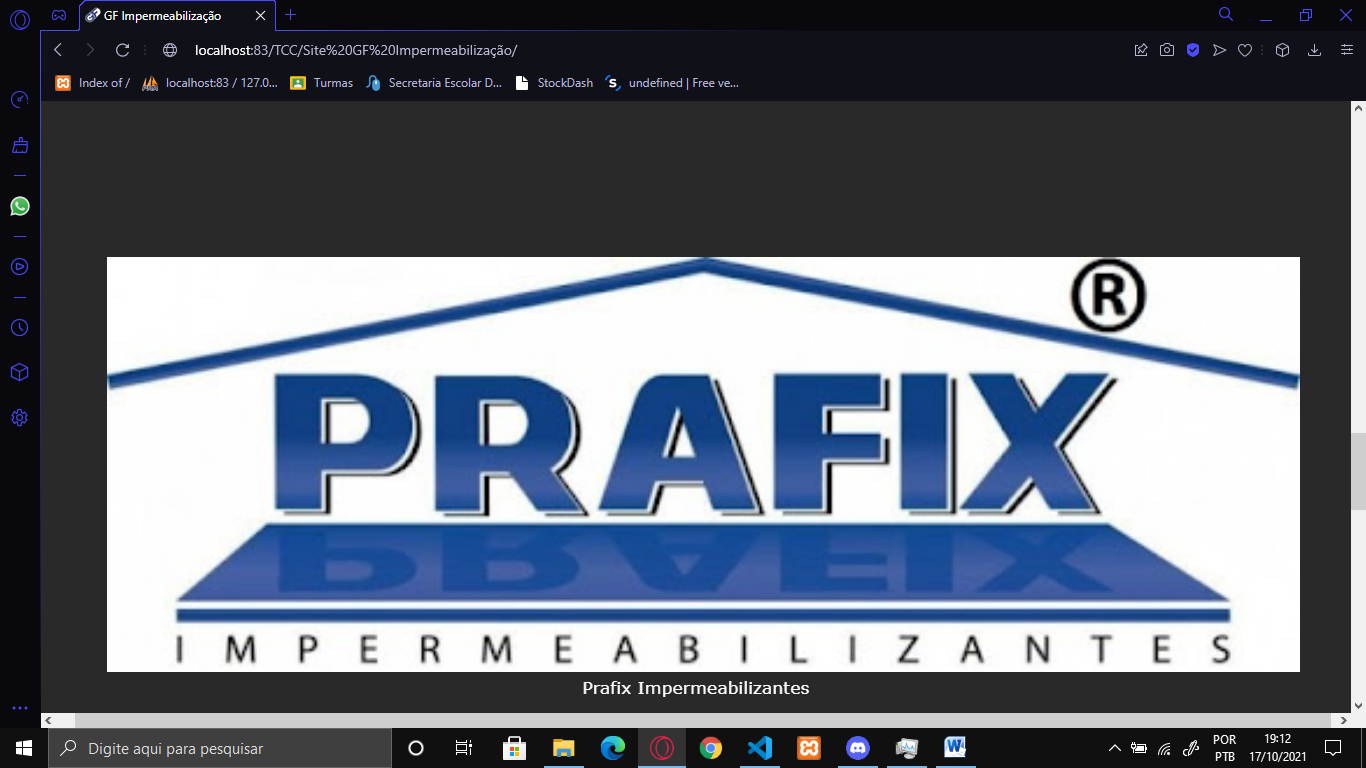 GF Impermeabilização
localhost:83/TCC/Site%20GF%20Impermeabilização/
Index of /
localhost:83 / 127.0...
Turmas
Secretaria Escolar D...
StockDash
undefined | Free ve...
®
PRAFIX
IMPERMEABILIZANTES
Prafix Impermeabilizantes
Digite aqui para pesquisar
POR
PTB
19:12
17/10/2021